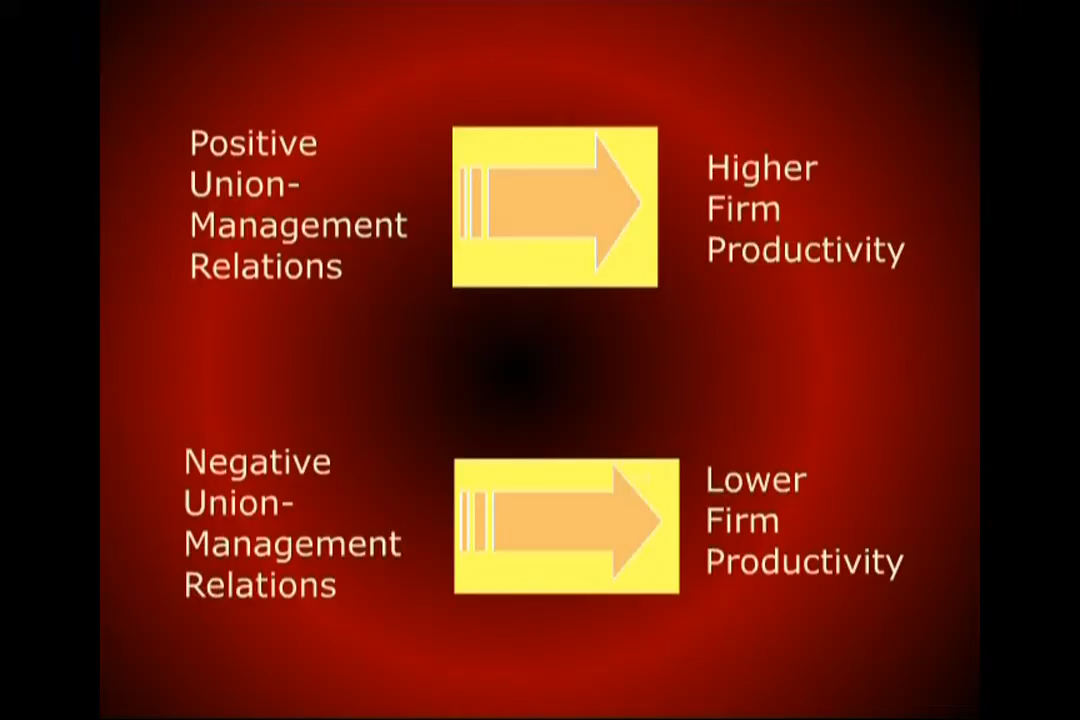 Positive
Union-
Management
Relations
Higher
Firm
Productivity
Negative
Union-
Management
Relations
Lower
Firm
Productivity